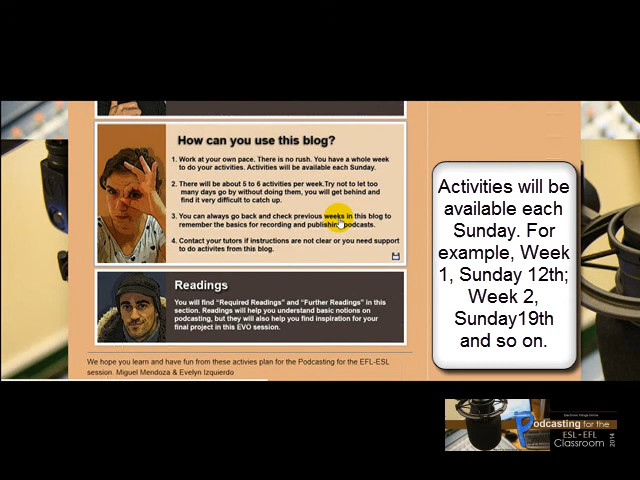 How can you use this blog?
1. Work at your own pace. There is no rush. You have a whole week
to do your activities. Activities will be available each Sunday.
2. There will be about 5 to 6 activities per week.Try not to let too
many days go by without doing them, you will get behind and
find it very difficult to catch up.
3. You can always go back and check previous weeks in this blog to
remember the basics for recording and publishing podcasts.
4. Contact your tutors if instructions are not clear or you need support
to do activites from this blog.
Readings
You will find “Required Readings” and “Further Readings” in this
section. Readings will help you understand basic notions on
podcasting, but they will also help you find inspiration for your
final project in this EVO session.
We hope you learn and have fun from these activies plan for the Podcasting for the EFL-ESL
session. Miguel Mendoza & Evelyn Izquierdo
Activities will be
available each
Sunday. For
example, Week
1, Sunday 12th;
Week 2,
Sunday19th
and so on.
Electronic Village Online
Podcasting for the
ESL - EFL
Classroom
2014